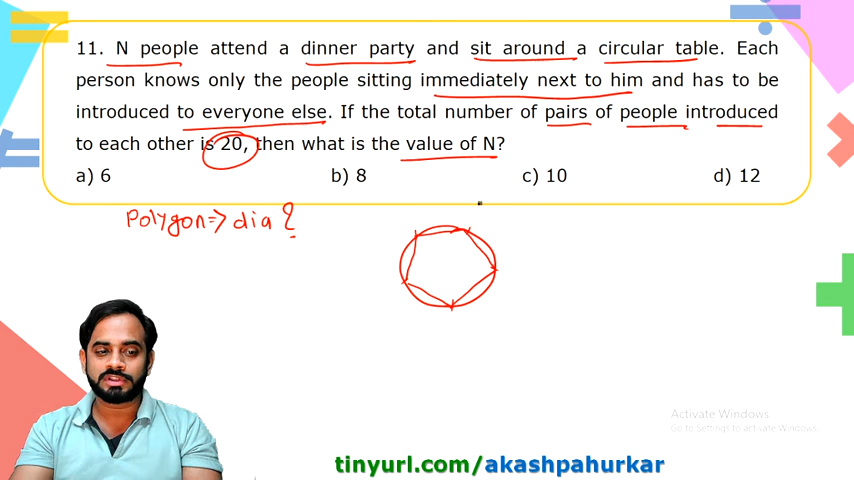 11. N people attend a dinner party and sit around a circular table. Each
person knows only the people sitting immediately next to him and has to be
introduced to everyone else. If the total number of pairs of people introduced
to each other is 20, then what is the value of N?
a) 6 b) 8 c) 10 d) 12
Polygon => dia ?
Activate Windows
Go to Settings to activate Windows.
tinyurl.com/akashpahurkar